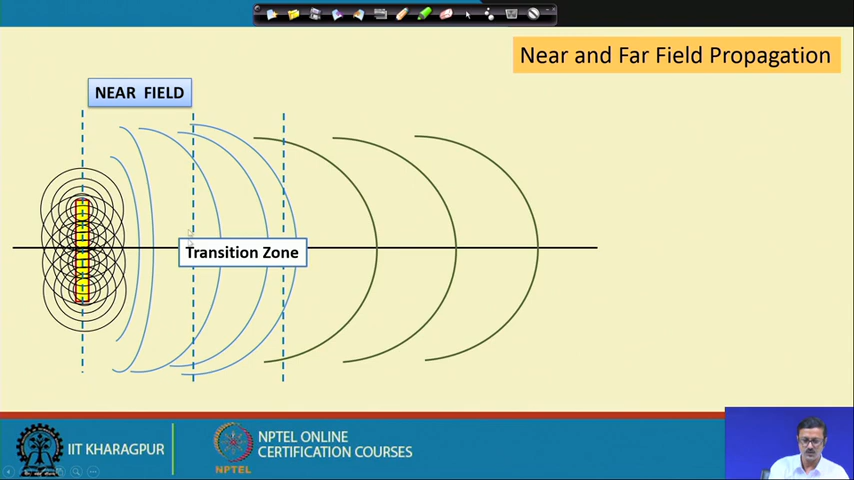 Near and Far Field Propagation
NEAR FIELD
Transition Zone
IIT KHARAGPUR
NPTEL
NPTEL ONLINE
CERTIFICATION COURSES